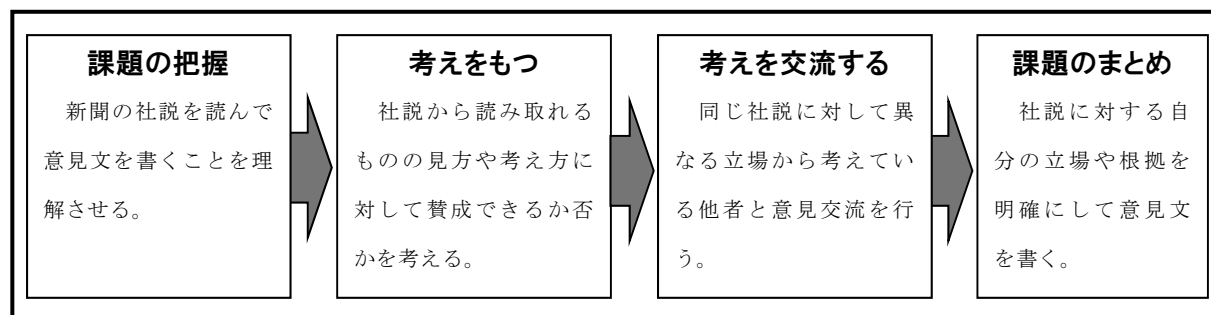 課題の把握
新聞の社説を読んで
意見文を書くことを理
解させる。
考えをもつ
社説から読み取れる
ものの見方や考え方に
対して賛成できるか否
かを考える。
考えを交流する
同じ社説に対して異
なる立場から考えてい
る他者と意見交流を行
う。
課題のまとめ
社説に対する自
分の立場や根拠を
明確にして意見文
を書く。